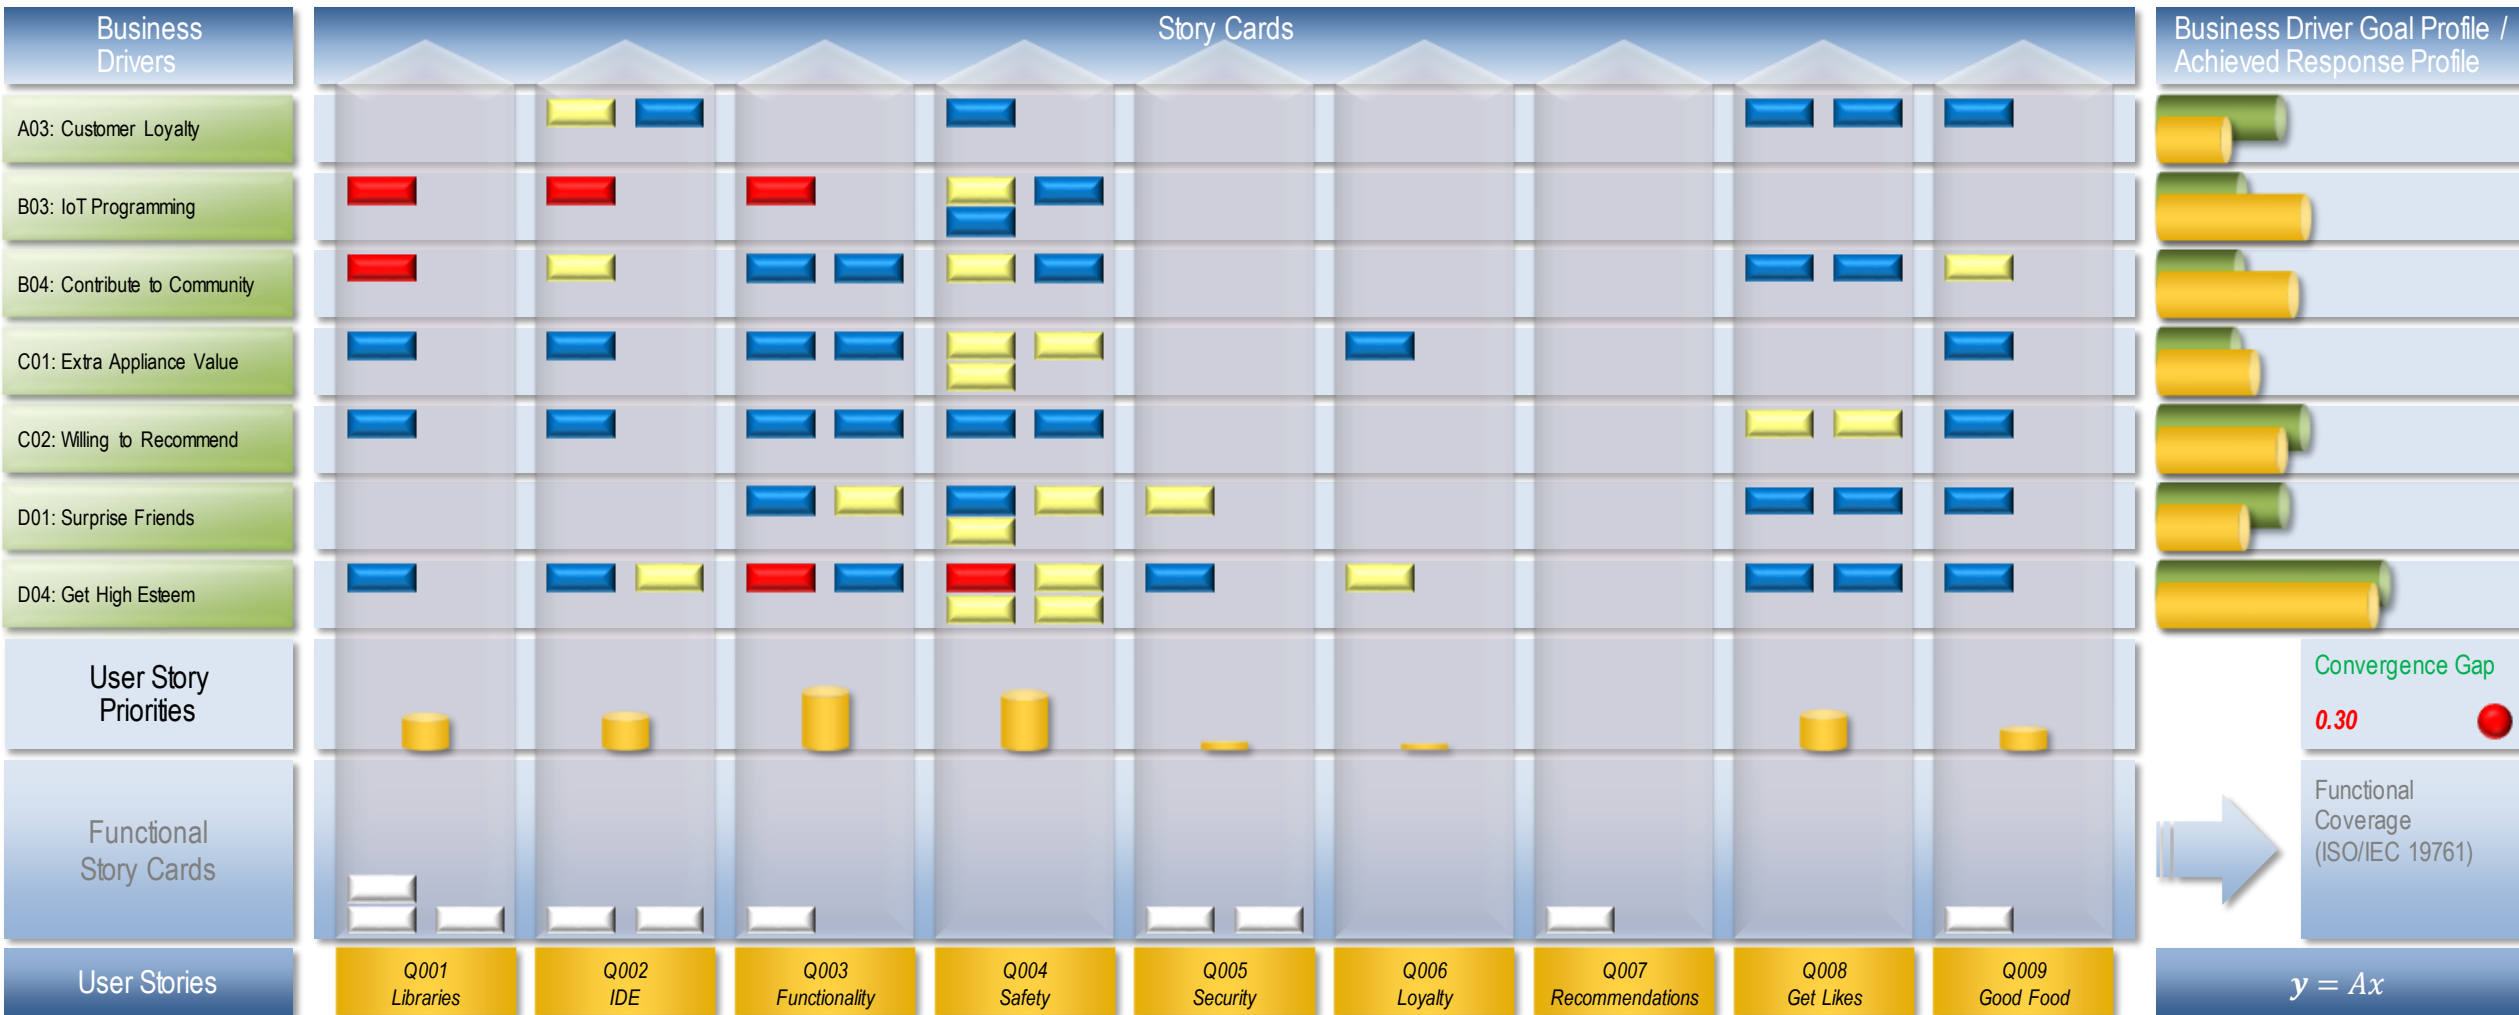 Business
Drivers
Story Cards
Business Driver Goal Profile /
Achieved Response Profile
A03: Customer Loyalty
B03: IoT Programming
B04: Contribute to Community
C01: Extra Appliance Value
C02: Willing to Recommend
D01: Surprise Friends
D04: Get High Esteem
User Story
Priorities
Convergence Gap
0.30
Functional
Story Cards
Functional
Coverage
(ISO/IEC 19761)
User Stories
Q001
Libraries
Q002
IDE
Q003
Functionality
Q004
Safety
Q005
Security
Q006
Loyalty
Q007
Recommendations
Q008
Get Likes
Q009
Good Food
y = Ax